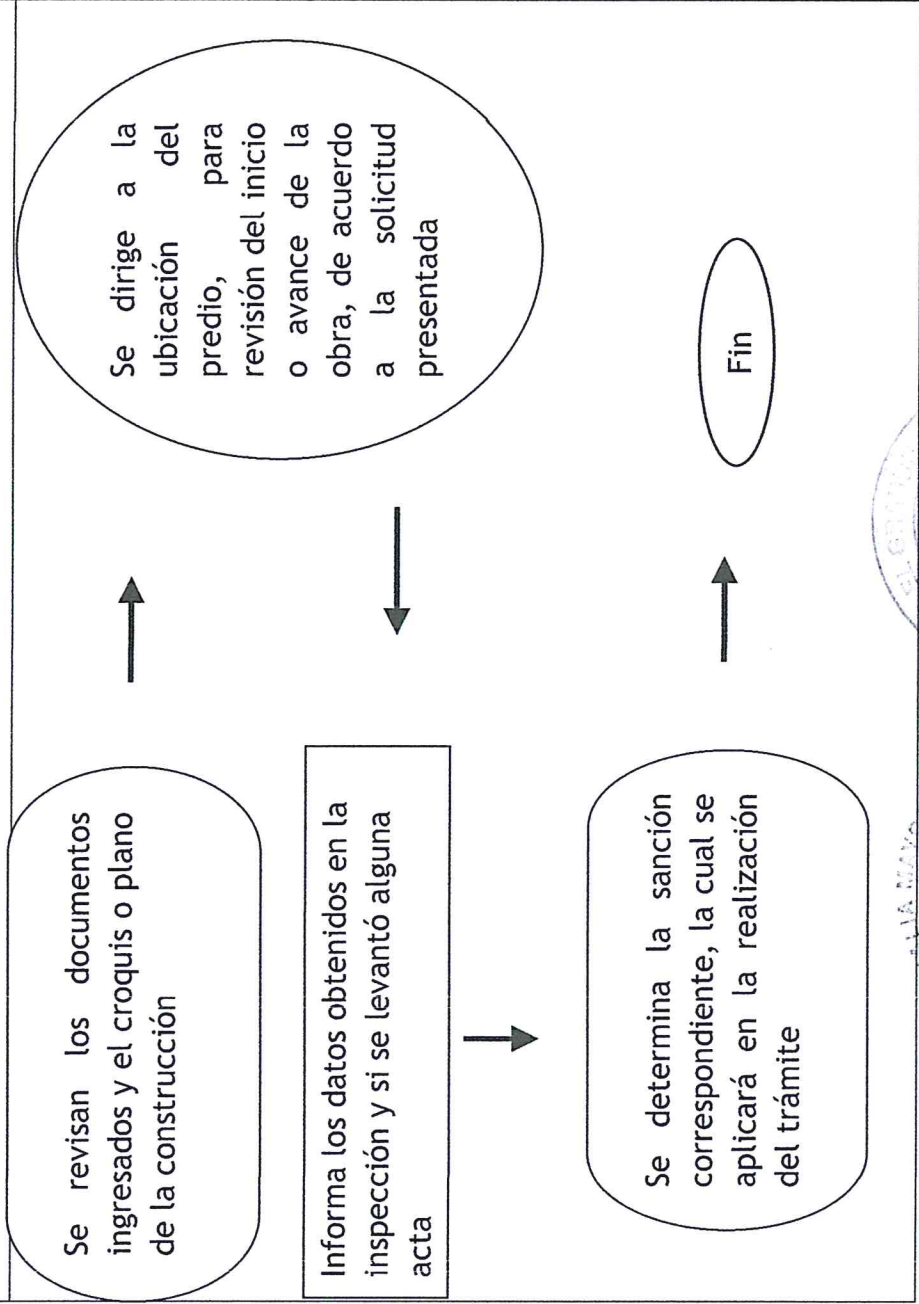 Se revisan los documentos
ingresados y el croquis o plano
de la construcción
Se dirige a la
ubicación del
predio, para
revisión del inicio
o avance de la
obra, de acuerdo
a la solicitud
presentada
Informa los datos obtenidos en la
inspección y si se levantó alguna
acta
Se determina la sanción
correspondiente, la cual se
aplicará en la realización
del trámite
Fin